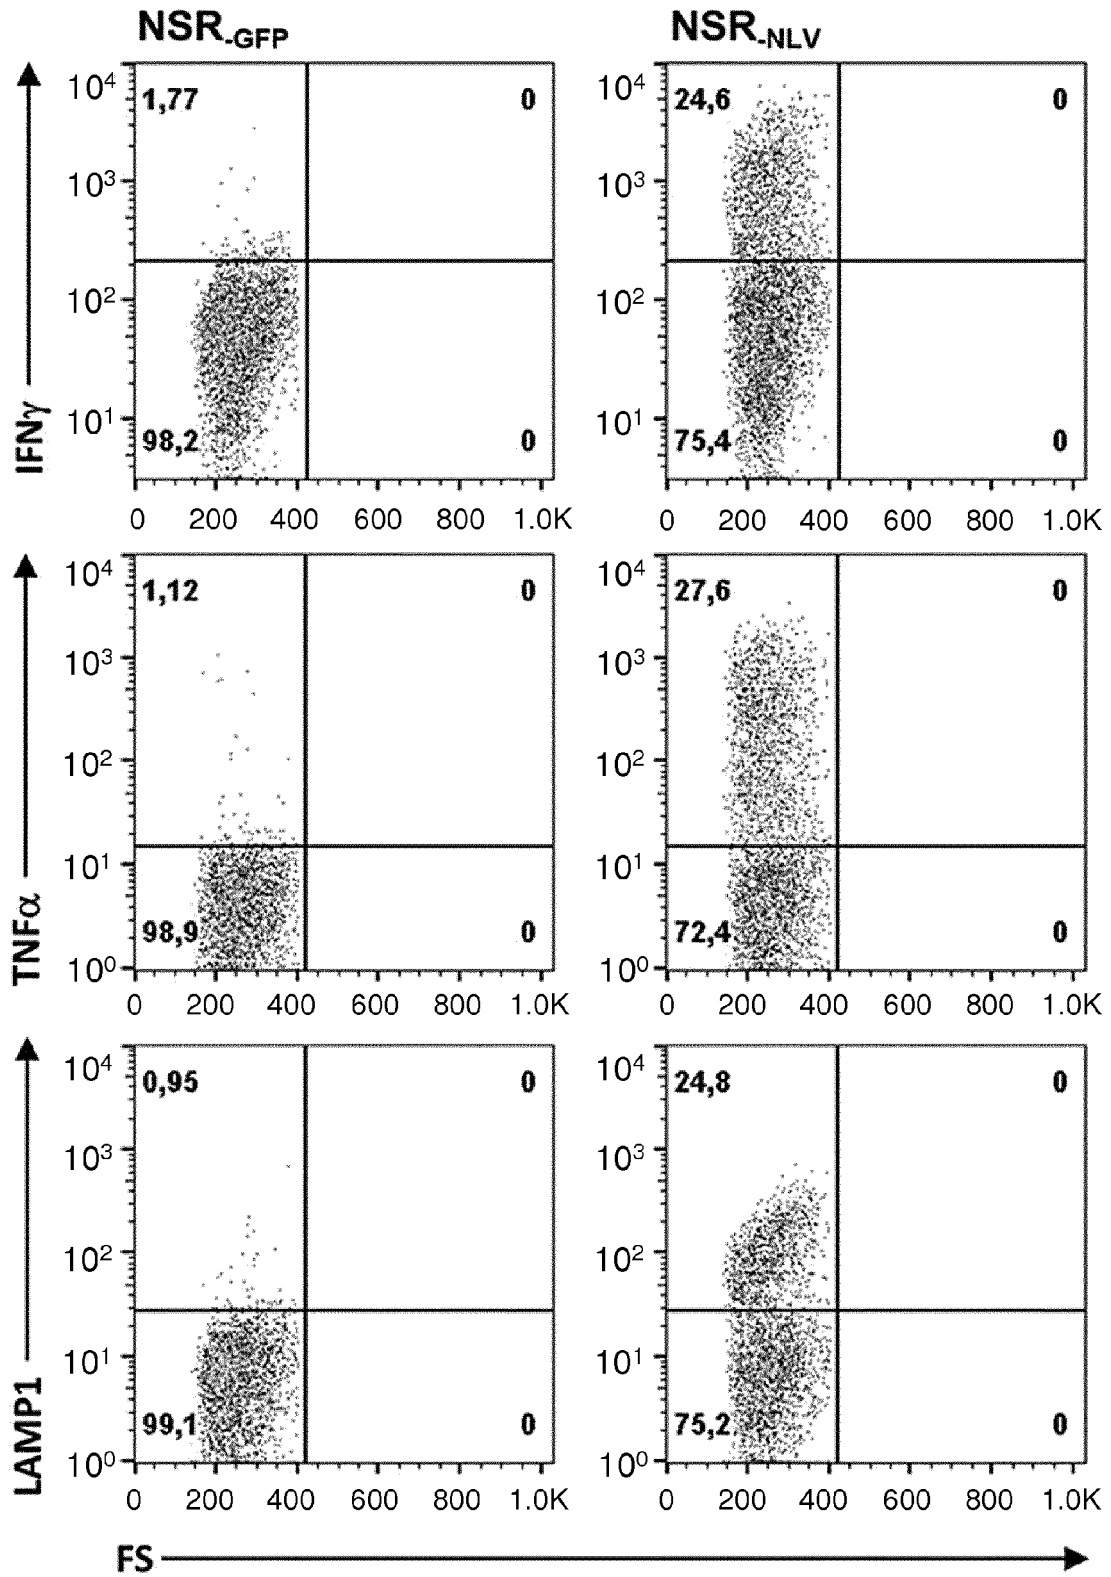 NSR-GFP NSR-NLV
IFNγ
10⁴ 1,77 0
10³
10²
10¹ 98,2 0
0 200 400 600 800 1.0K
10⁴ 24,6 0
10³
10²
10¹ 75,4 0
0 200 400 600 800 1.0K
TNFα
10⁴ 1,12 0
10³
10²
10¹
98,9 0
10⁰
0 200 400 600 800 1.0K
10⁴ 27,6 0
10³
10²
10¹
72,4 0
10⁰
0 200 400 600 800 1.0K
LAMP1
10⁴ 0,95 0
10³
10²
10¹
99,1 0
10⁰
0 200 400 600 800 1.0K
10⁴ 24,8 0
10³
10²
10¹
75,2 0
10⁰
0 200 400 600 800 1.0K
FS